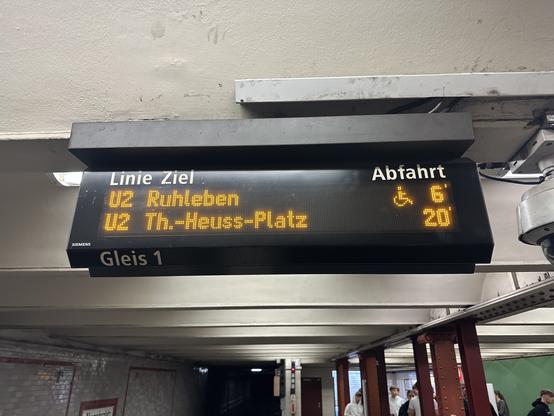 Linie Ziel Abfahrt
U2 Ruhleben 6'
U2 Th.-Heuss-Platz 20'
SIEMENS
Gleis 1